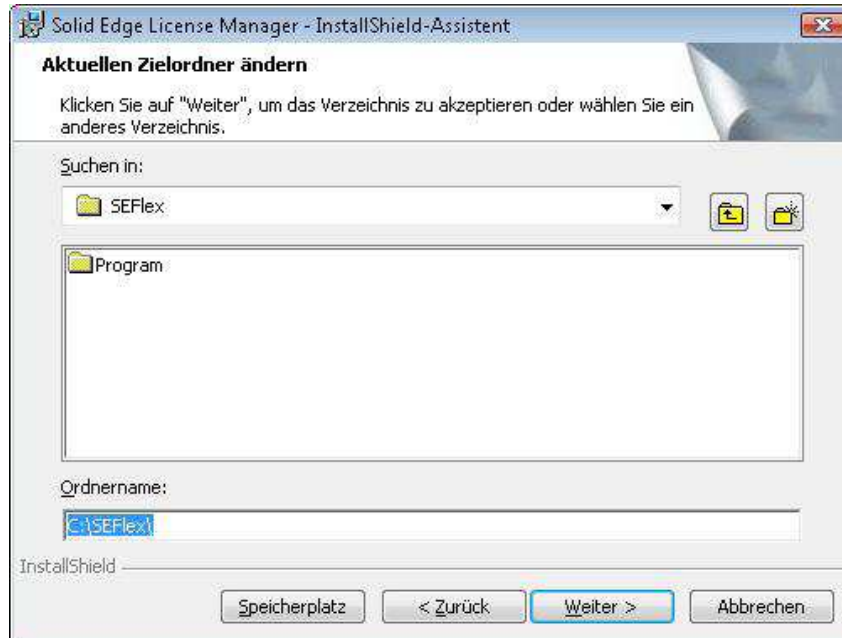 Solid Edge License Manager - InstallShield-Assistent
Aktuellen Zielordner ändern
Klicken Sie auf "Weiter", um das Verzeichnis zu akzeptieren oder wählen Sie ein
anderes Verzeichnis.
Suchen in:
SEFlex
Program
Ordnername:
C:\SEFlex\
InstallShield
Speicherplatz
< Zurück
Weiter >
Abbrechen